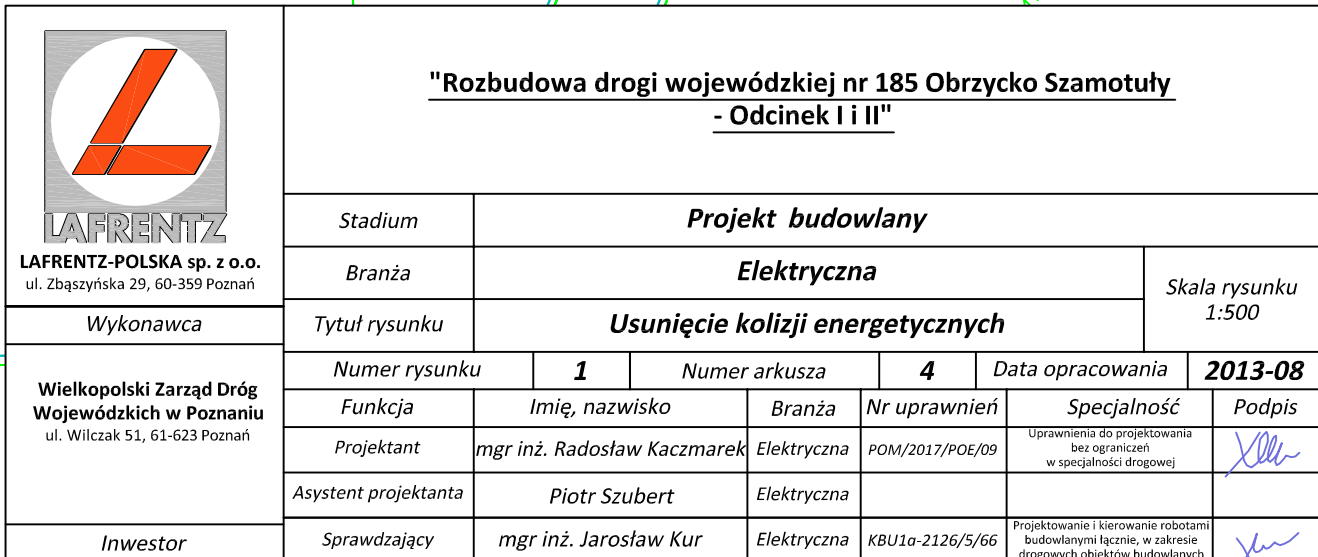 "Rozbudowa drogi wojewódzkiej nr 185 Obrzycko Szamotuły
- Odcinek I i II"
LAFRENTZ
LAFRENTZ-POLSKA sp. z o.o.
ul. Zbąszyńska 29, 60-359 Poznań
Wykonawca
Wielkopolski Zarząd Dróg
Wojewódzkich w Poznaniu
ul. Wilczak 51, 61-623 Poznań
Inwestor
Stadium Projekt budowlany
Branża Elektryczna
Skala rysunku
1:500
Tytuł rysunku Usunięcie kolizji energetycznych
Numer rysunku 1 Numer arkusza 4 Data opracowania 2013-08
Funkcja Imię, nazwisko Branża Nr uprawnień Specjalność Podpis
Projektant mgr inż. Radosław Kaczmarek Elektryczna POM/2017/POE/09
Uprawnienia do projektowania
bez ograniczeń
w specjalności drogowej
Asystent projektanta Piotr Szubert Elektryczna
Sprawdzający mgr inż. Jarosław Kur Elektryczna KBU1a-2126/5/66
Projektowanie i kierowanie robotami
budowlanymi łącznie, w zakresie
drogowych obiektów budowlanych